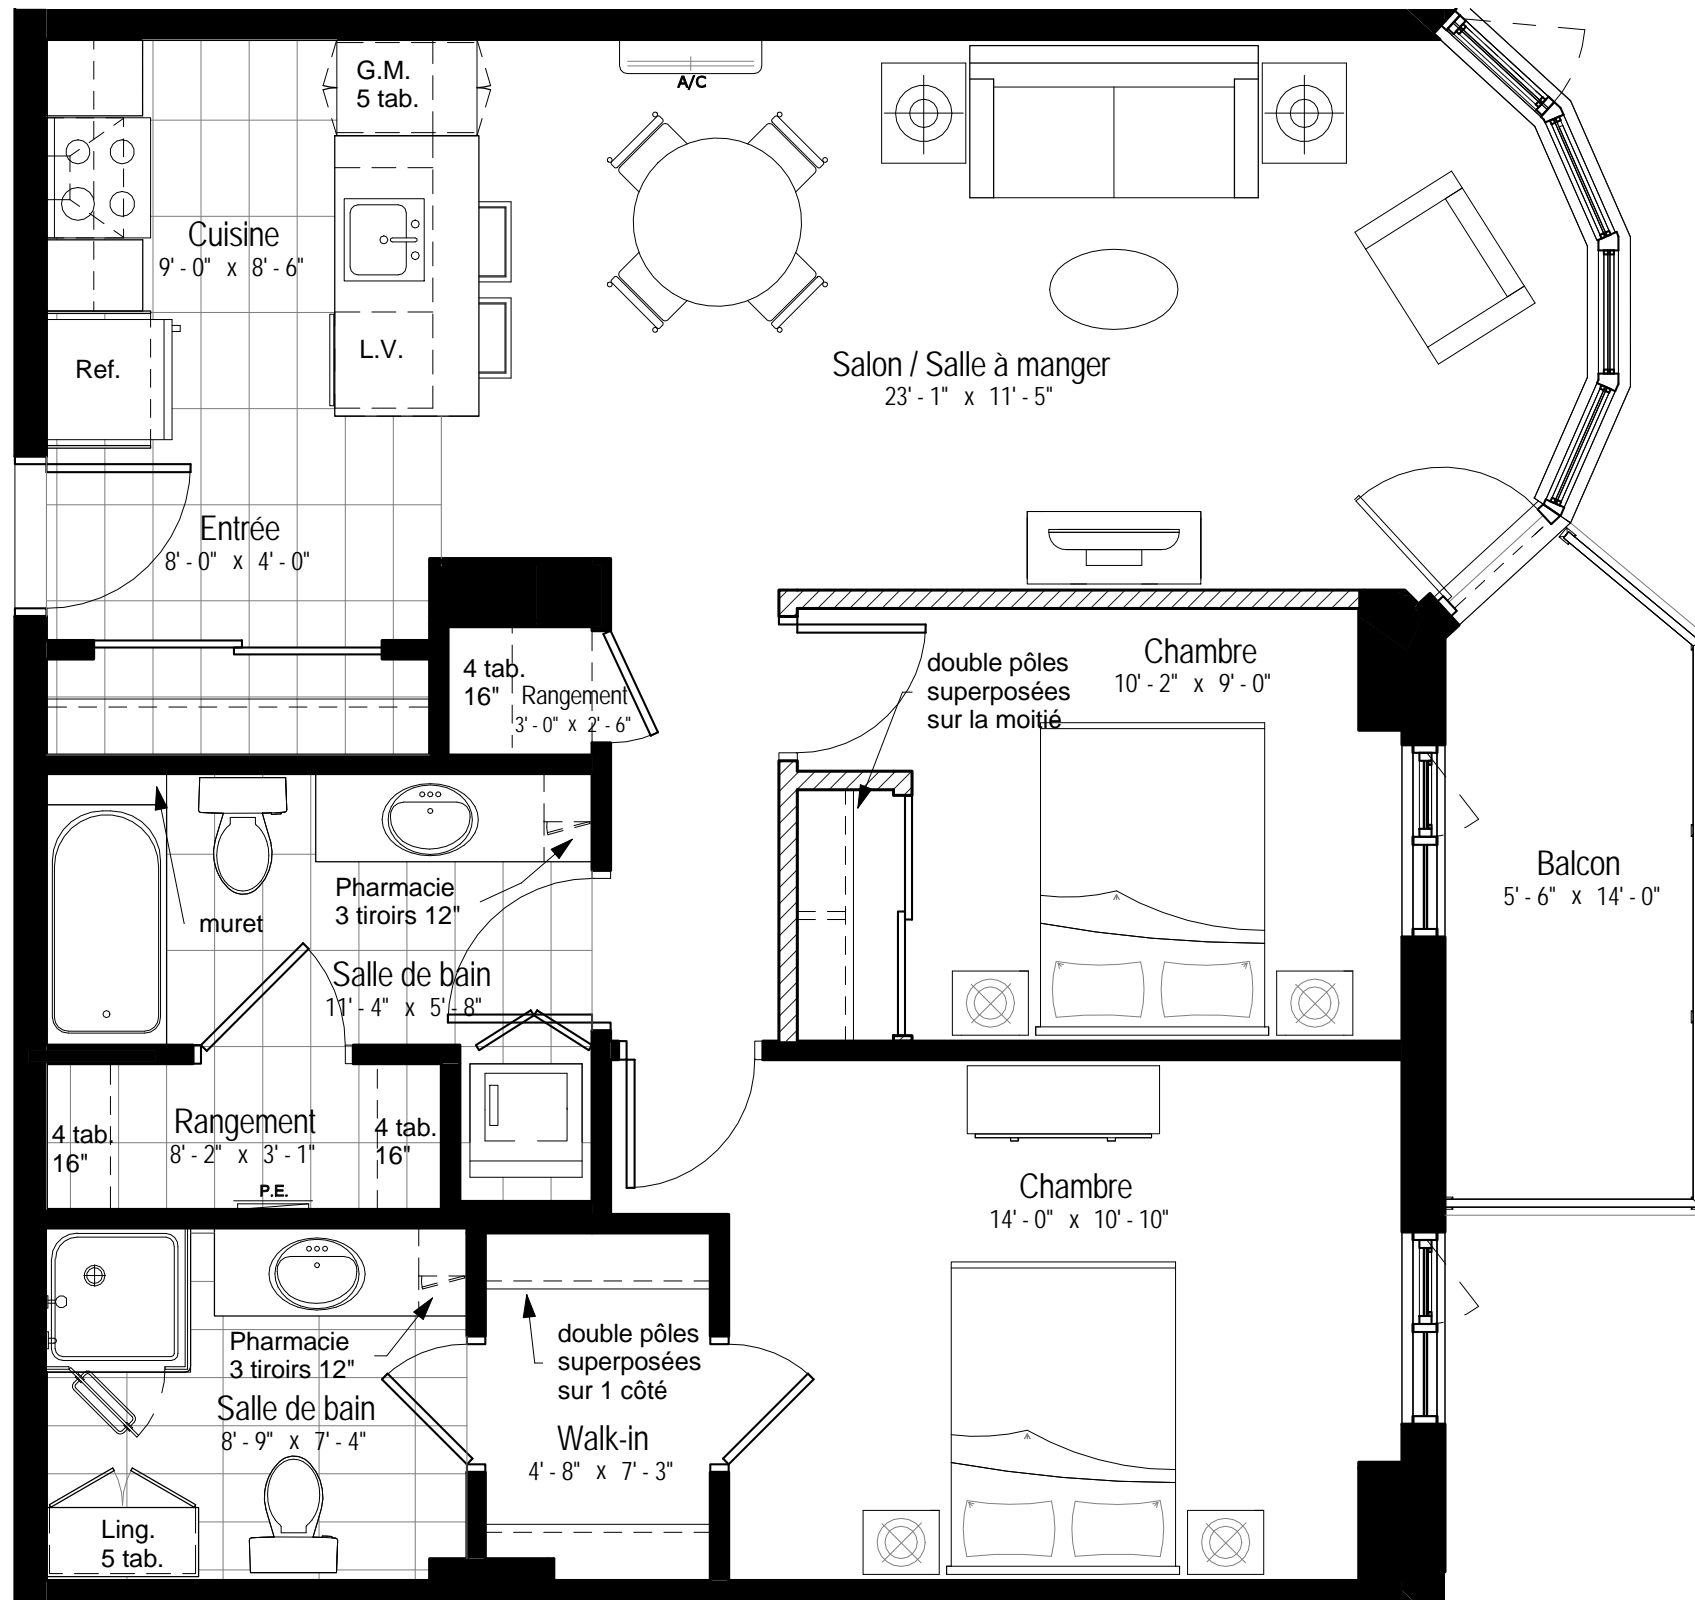 G.M.
5 tab.
A/C
Cuisine
9' - 0" x 8' - 6"
Ref.
L.V.
Salon / Salle à manger
23' - 1" x 11' - 5"
Entrée
8' - 0" x 4' - 0"
4 tab.
16"
Rangement
3' - 0" x 2' - 6"
double pôles
superposées
sur la moitié
Chambre
10' - 2" x 9' - 0"
Balcon
5' - 6" x 14' - 0"
muret
Pharmacie
3 tiroirs 12"
Salle de bain
11' - 4" x 5' - 8"
4 tab.
16"
Rangement
8' - 2" x 3' - 1"
4 tab.
16"
P.E.
Chambre
14' - 0" x 10' - 10"
Pharmacie
3 tiroirs 12"
Salle de bain
8' - 9" x 7' - 4"
double pôles
superposées
sur 1 côté
Walk-in
4' - 8" x 7' - 3"
Ling.
5 tab.